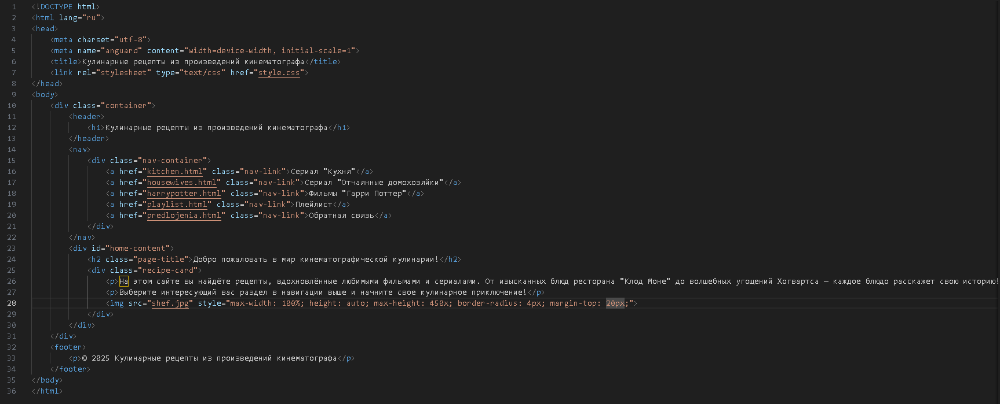 1 <!DOCTYPE html>
2 <html lang="ru">
3 <head>
4 <meta charset="utf-8">
5 <meta name="anguard" content="width=device-width, initial-scale=1">
6 <title>Кулинарные рецепты из произведений кинематографа</title>
7 <link rel="stylesheet" type="text/css" href="style.css">
8 </head>
9 <body>
10 <div class="container">
11 <header>
12 <h1>Кулинарные рецепты из произведений кинематографа</h1>
13 </header>
14 <nav>
15 <div class="nav-container">
16 <a href="kitchen.html" class="nav-link">Сериал "Кухня"</a>
17 <a href="housewives.html" class="nav-link">Сериал "Отчаянные домохозяйки"</a>
18 <a href="harrypotter.html" class="nav-link">Фильмы "Гарри Поттер"</a>
19 <a href="playlist.html" class="nav-link">Плейлист</a>
20 <a href="predlojenia.html" class="nav-link">Обратная связь</a>
21 </div>
22 </nav>
23 <div id="home-content">
24 <h2 class="page-title">Добро пожаловать в мир кинематографической кулинарии!</h2>
25 <div class="recipe-card">
26 <p>На этом сайте вы найдёте рецепты, вдохновлённые любимыми фильмами и сериалами. От изысканных блюд ресторана "Клод Моне" до волшебных угощений Хогвартса — каждое блюдо расскажет свою историю!
27 <p>Выберите интересующий вас раздел в навигации выше и начните свое кулинарное приключение!</p>
28 <img src="shef.jpg" style="max-width: 100%; height: auto; max-height: 450x; border-radius: 4px; margin-top: 20px;">
29 </div>
30 </div>
31 </div>
32 <footer>
33 <p>© 2025 Кулинарные рецепты из произведений кинематографа</p>
34 </footer>
35 </body>
36 </html>